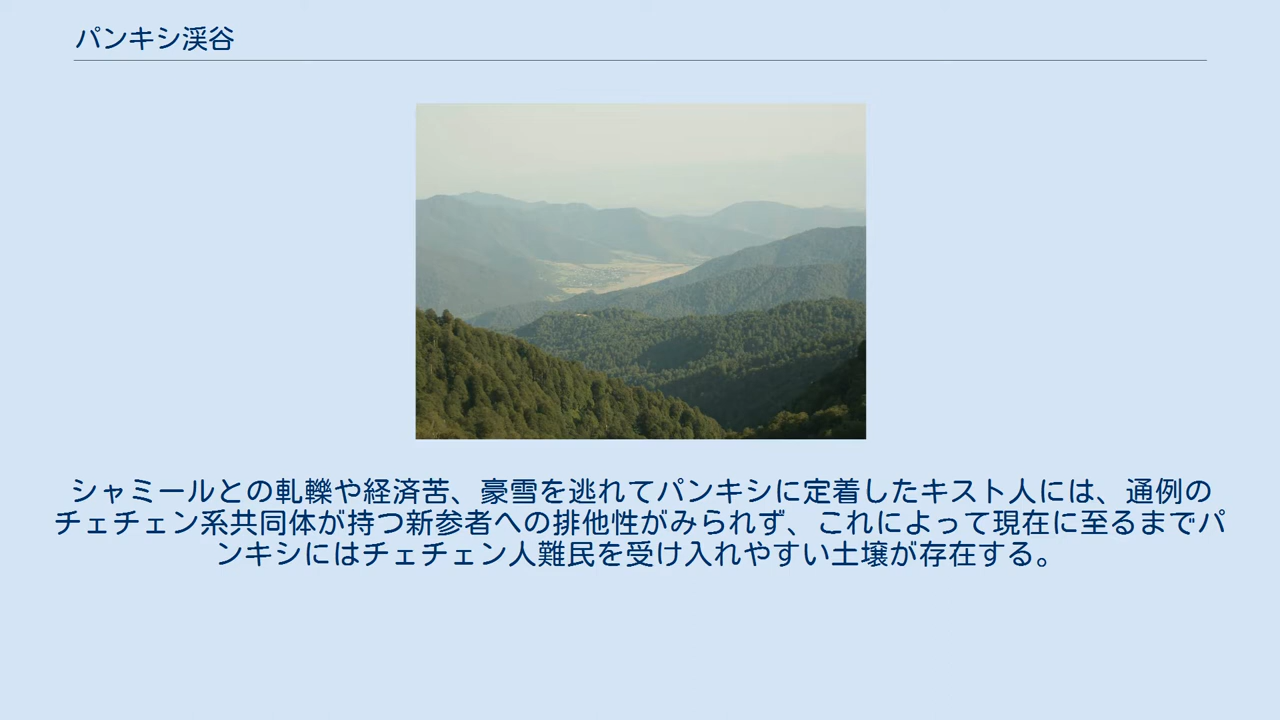 パンキシ渓谷
シャミールとの軋轢や経済苦、豪雪を逃れてパンキシに定着したキスト人には、通例の
チェチェン系共同体が持つ新参者への排他性がみられず、これによって現在に至るまでパ
ンキシにはチェチェン人難民を受け入れやすい土壌が存在する。